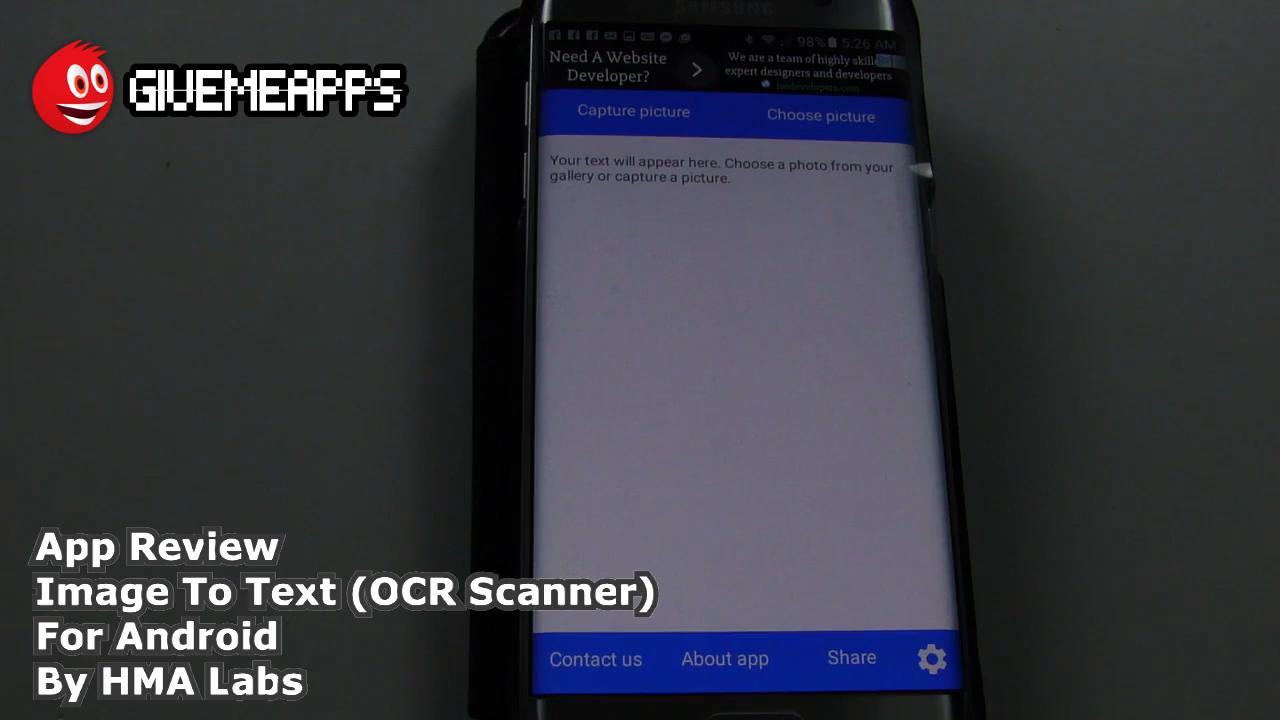 GIVEMEAPPS
SAMSUNG
98% 5:26 AM
Need A Website
Developer?
We are a team of highly skille
expert designers and developers
Capture picture
Choose picture
Your text will appear here. Choose a photo from your
gallery or capture a picture.
Contact us
About app
Share
App Review
Image To Text (OCR Scanner)
For Android
By HMA Labs